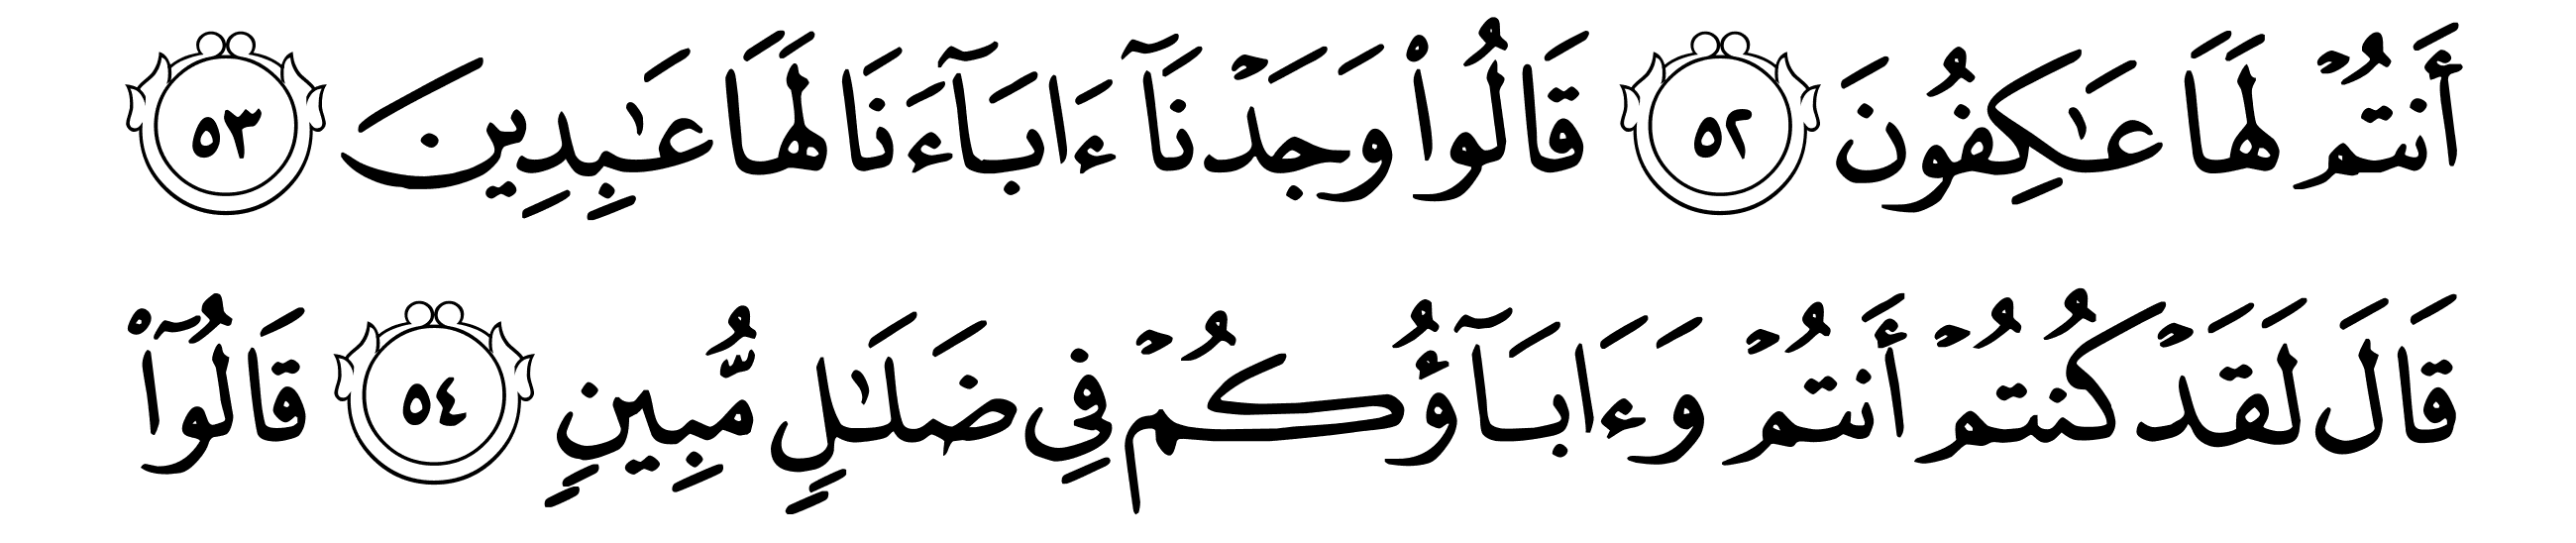 أَنتُمْ لَهَا عَٰكِفُونَ ٥٢ قَالُوا۟ وَجَدْنَآ ءَابَآءَنَا لَهَا عَٰبِدِينَ ٥٣
قَالَ لَقَدْ كُنتُمْ أَنتُمْ وَءَابَآؤُكُمْ فِى ضَلَٰلٍ مُّبِينٍ ٥٤ قَالُوٓا۟